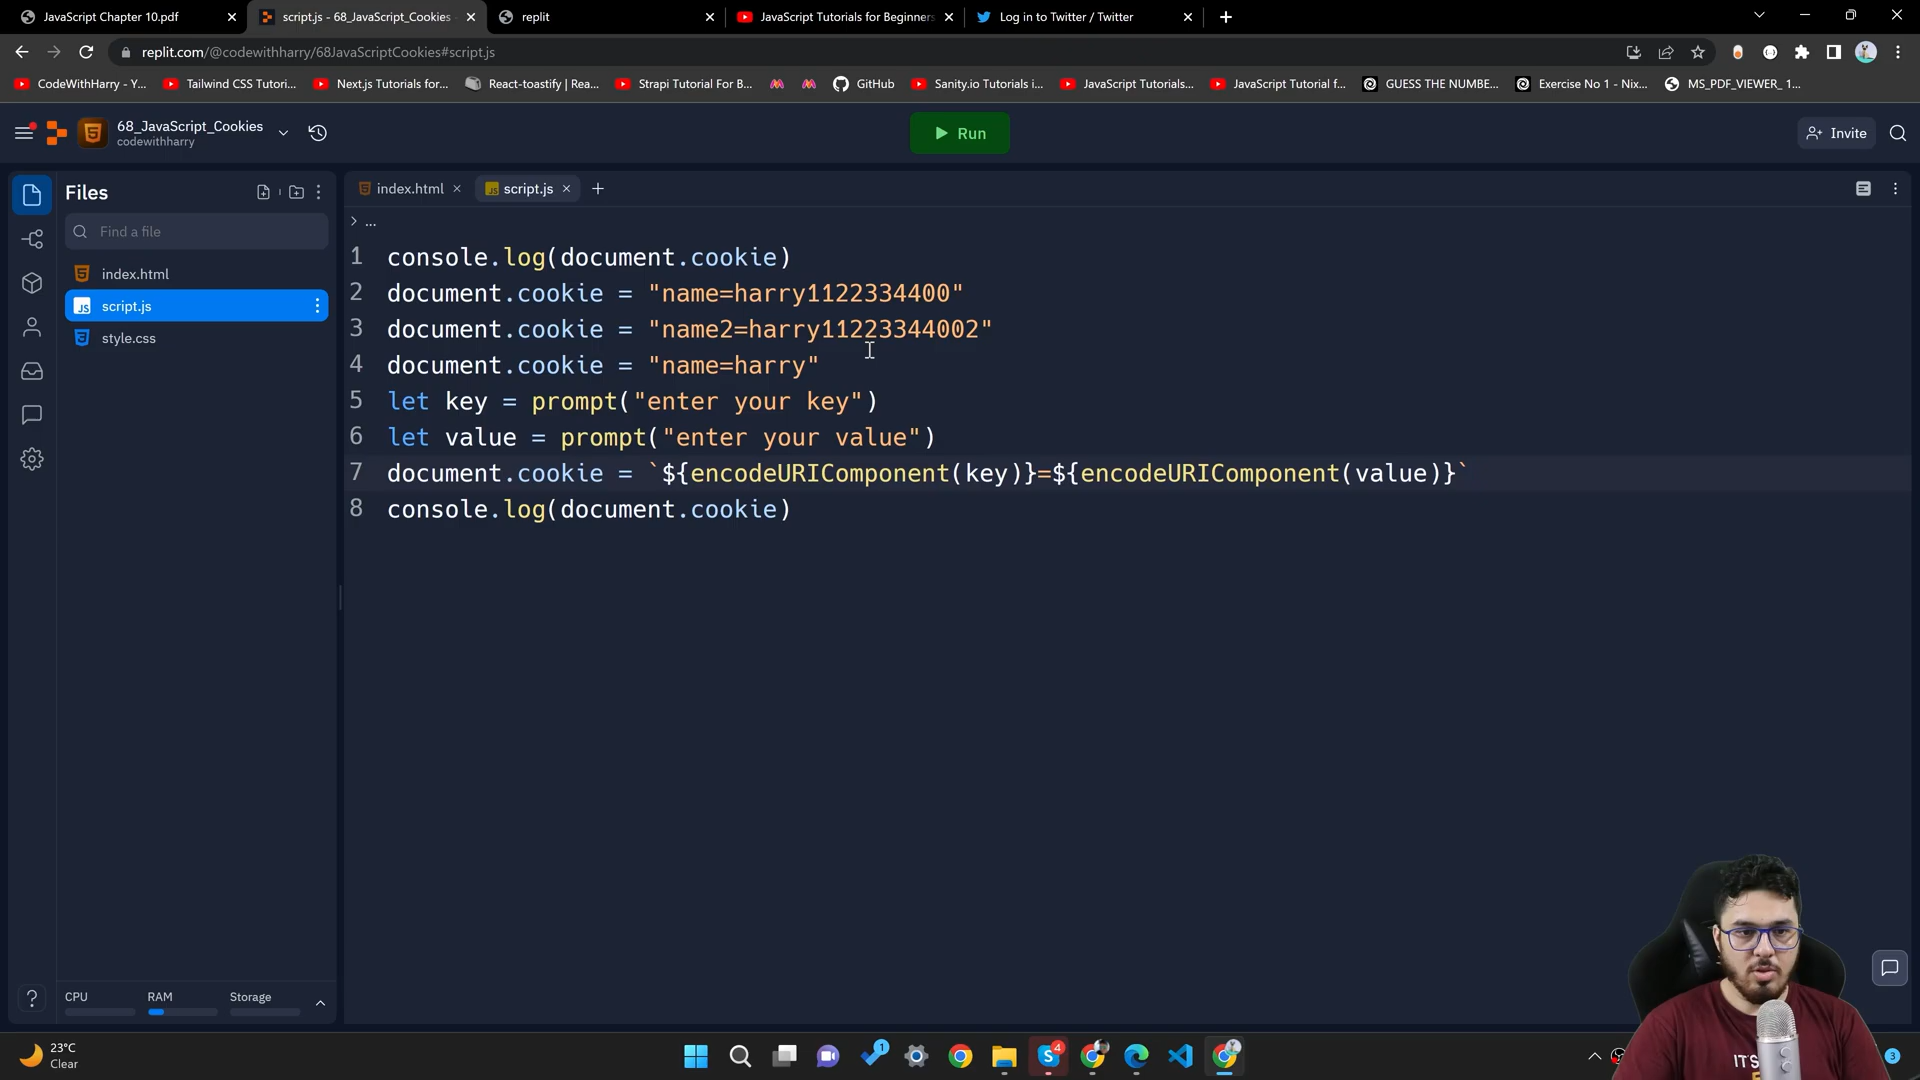 JavaScript Chapter 10.pdf
script.js - 68_JavaScript_Cookies
replit
JavaScript Tutorials for Beginners
Log in to Twitter / Twitter
replit.com/@codewithharry/68JavaScriptCookies#script.js
CodeWithHarry - Y...
Tailwind CSS Tutori...
Next.js Tutorials for...
React-toastify | Rea...
Strapi Tutorial For B...
GitHub
Sanity.io Tutorials i...
JavaScript Tutorials...
JavaScript Tutorial f...
GUESS THE NUMBE...
Exercise No 1 - Nix...
MS_PDF_VIEWER_ 1...
68_JavaScript_Cookies
codewithharry
Run
Invite
Files
index.html
script.js
Find a file
...
index.html
script.js
style.css
1 console.log(document.cookie)
2 document.cookie = "name=harry1122334400"
3 document.cookie = "name2=harry11223344002"
4 document.cookie = "name=harry"
5 let key = prompt("enter your key")
6 let value = prompt("enter your value")
7 document.cookie = `${encodeURIComponent(key)}=${encodeURIComponent(value)}`
8 console.log(document.cookie)
CPU
RAM
Storage
23°C
Clear
1
4
3
IT'S